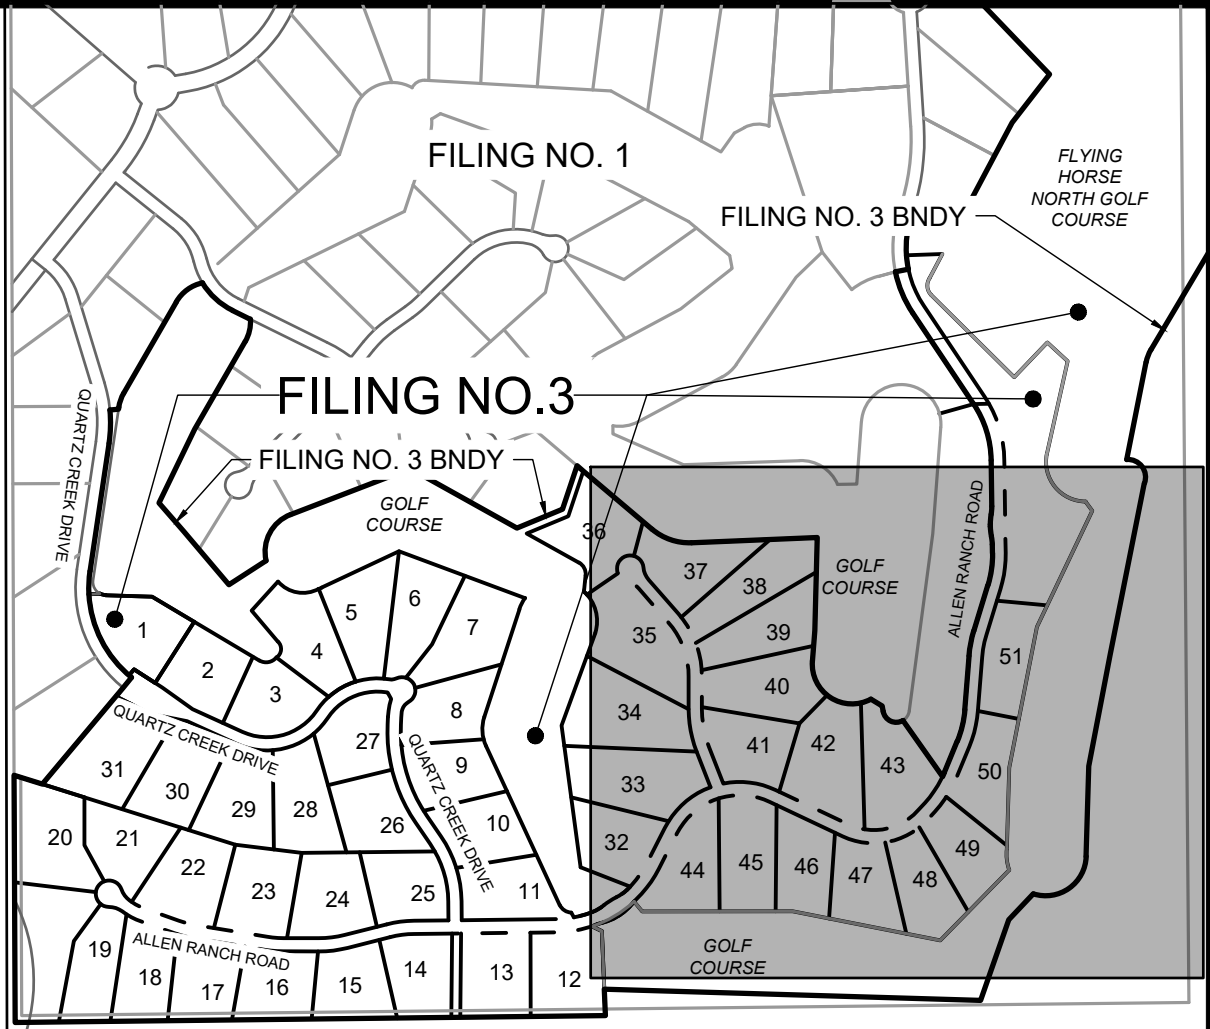 FILING NO. 1
FLYING
HORSE
NORTH GOLF
COURSE
FILING NO. 3 BNDY
FILING NO.3
FILING NO. 3 BNDY
GOLF
COURSE
QUARTZ CREEK DRIVE
36
37
38
GOLF
COURSE
ALLEN RANCH ROAD
1
2
3
4
5
6
7
35
39
51
40
34
8
QUARTZ CREEK DRIVE
27
QUARTZ CREEK DRIVE
9
41
42
43
50
31
30
29
28
26
10
33
32
20
21
22
23
24
25
11
44
45
46
47
48
49
19
ALLEN RANCH ROAD
18
17
16
15
14
13
12
GOLF
COURSE